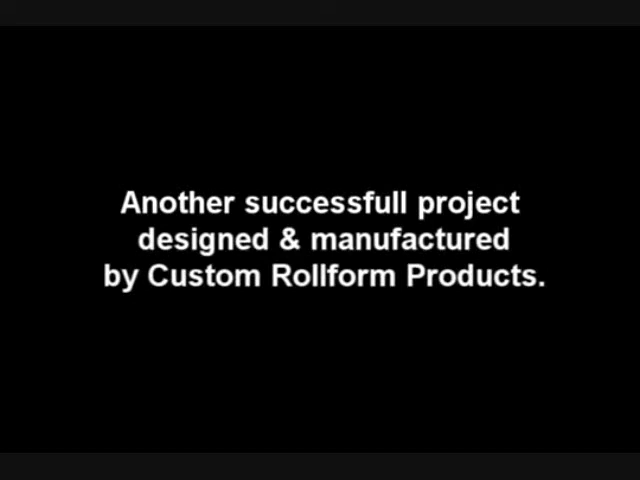 Another successfull project
designed & manufactured
by Custom Rollform Products.